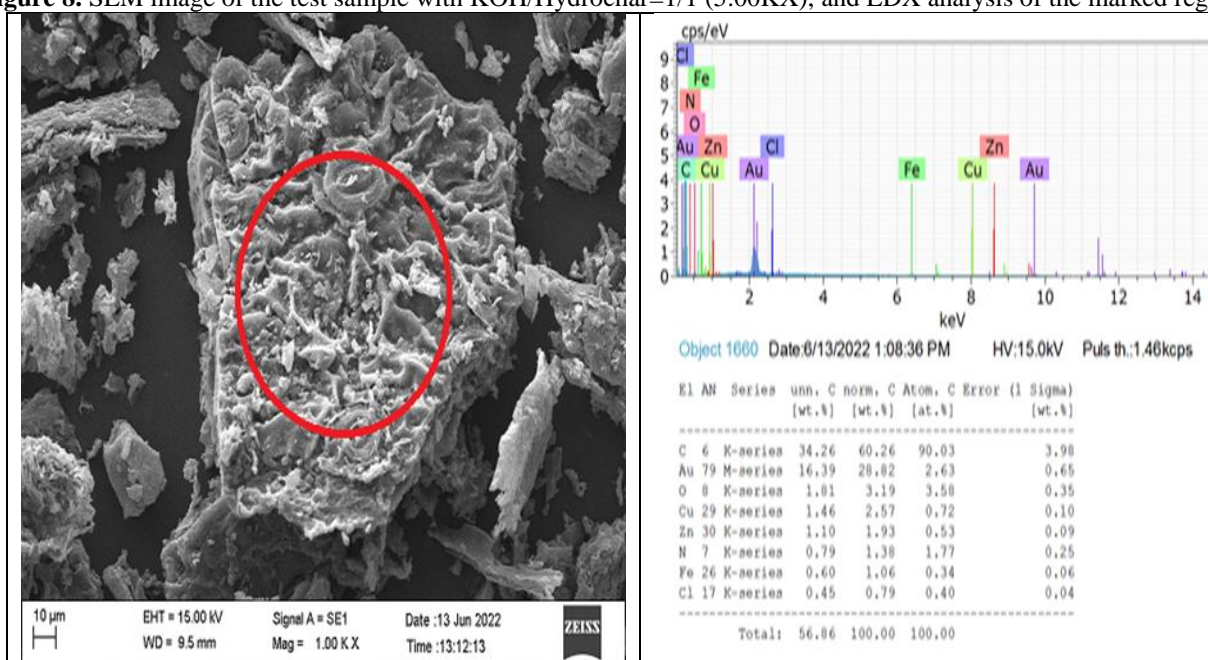 gure 8. SEM image of the test sample with KOH/Hydrochar=1/1 (5.00KX), and EDX analysis of the marked reg
10 µm
EHT = 15.00 kV
WD = 9.5 mm
Signal A = SE1
Mag = 1.00 K X
Date :13 Jun 2022
Time :13:12:13
ZEISS
cps/eV
9
8
7
6
5
4
3
2
1
0
Cl
Fe
N
O
Au Zn Cl Zn
C Cu Au Fe Cu Au
2 4 6 8 10 12 14
keV
Object 1660 Date:6/13/2022 1:08:36 PM HV:15.0kV Puls th.:1.46kcps
El AN Series unn. C norm. C Atom. C Error (1 Sigma)
[wt.%] [wt.%] [at.%] [wt.%]
C 6 K-series 34.26 60.26 90.03 3.98
Au 79 M-series 16.39 28.82 2.63 0.65
O 8 K-series 1.81 3.19 3.58 0.35
Cu 29 K-series 1.46 2.57 0.72 0.10
Zn 30 K-series 1.10 1.93 0.53 0.09
N 7 K-series 0.79 1.38 1.77 0.25
Fe 26 K-series 0.60 1.06 0.34 0.06
Cl 17 K-series 0.45 0.79 0.40 0.04
Total: 56.86 100.00 100.00